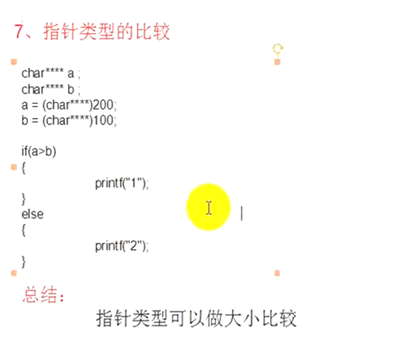 7、指针类型的比较
char**** a ;
char**** b ;
a = (char****)200;
b = (char****)100;
if(a>b)
{
printf("1");
}
else
{
printf("2");
}
总结：
指针类型可以做大小比较